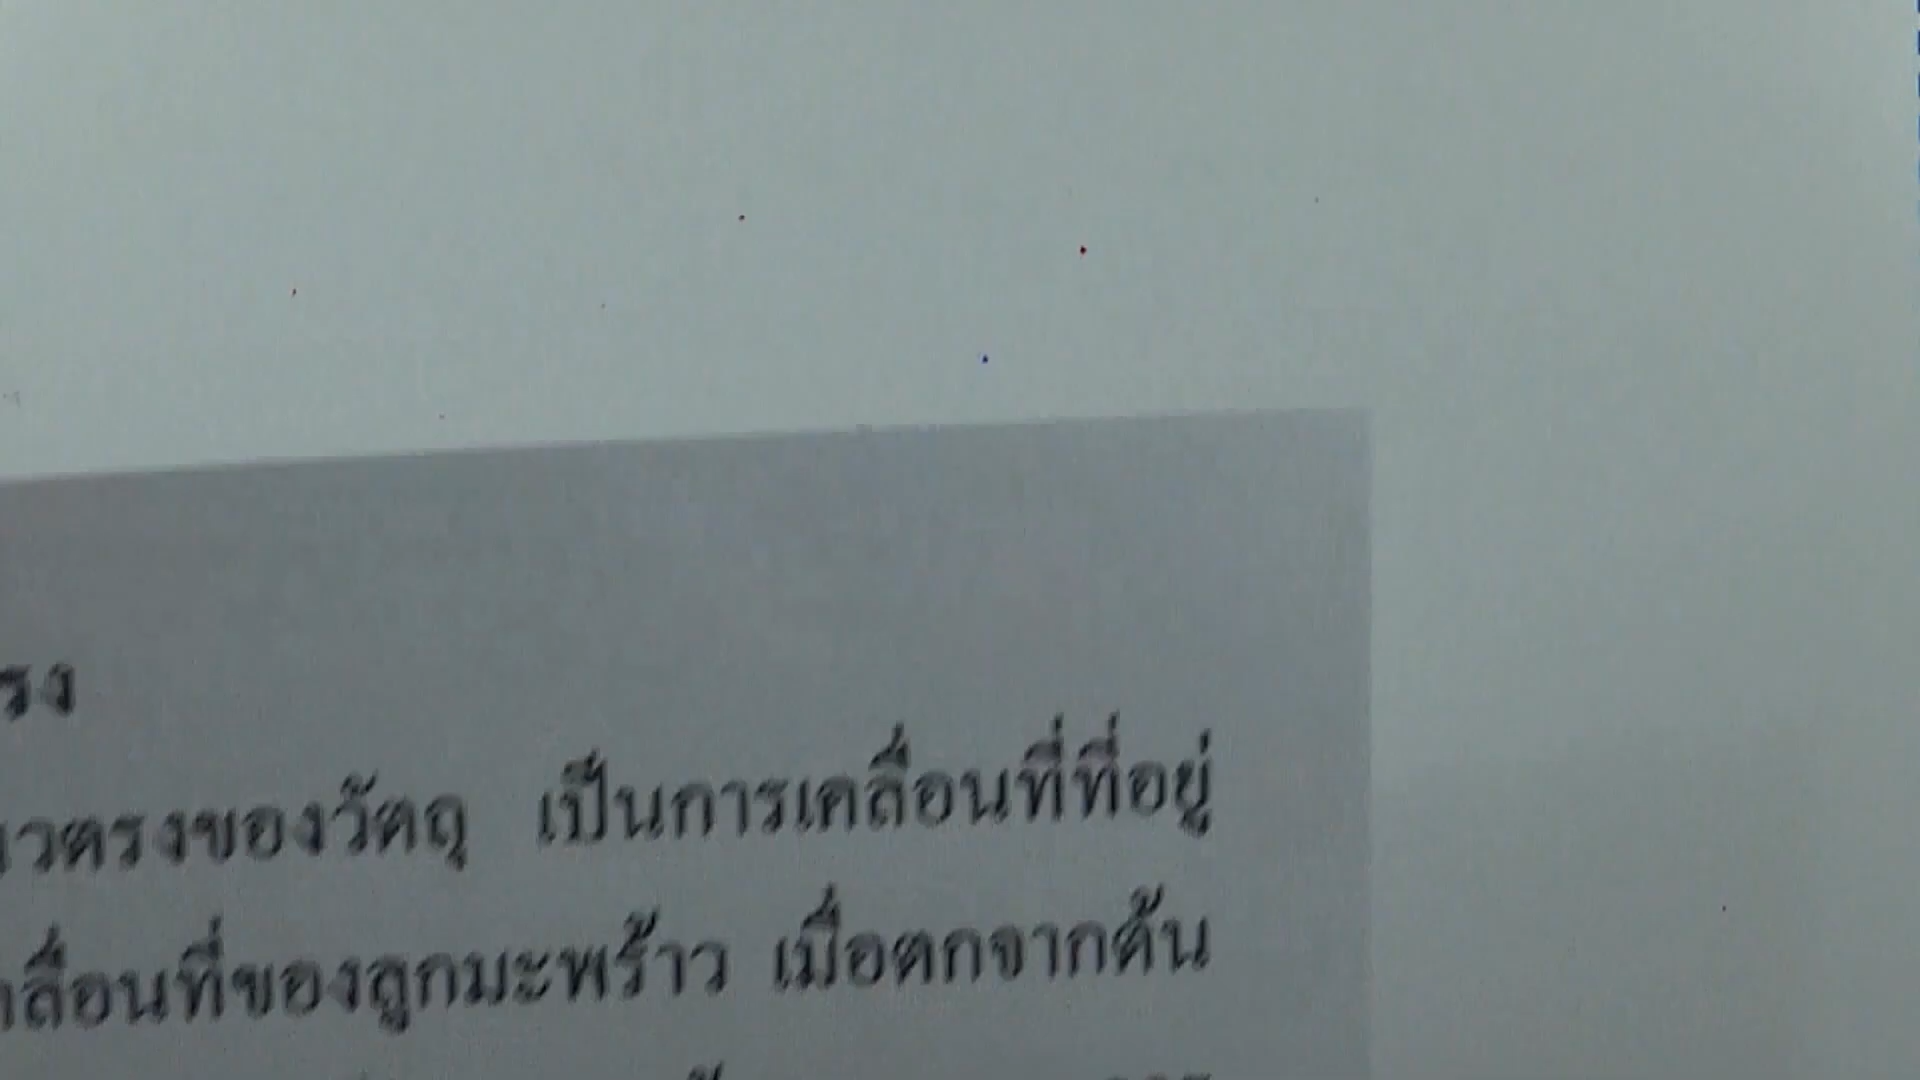 รง
วตรงของวัตถุ เป็นการเคลื่อนที่ที่อยู่
ลื่อนที่ของลูกมะพร้าว เมื่อตกจากต้น